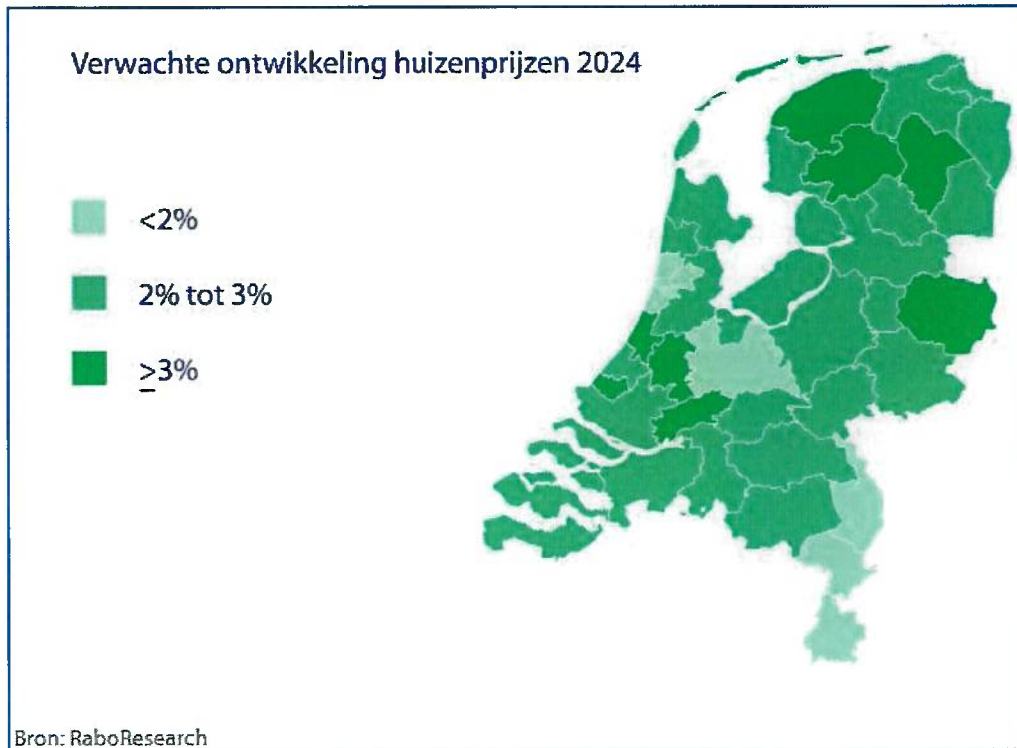 Verwachte ontwikkeling huizenprijzen 2024
<2%
2% tot 3%
≥3%
Bron: RaboResearch